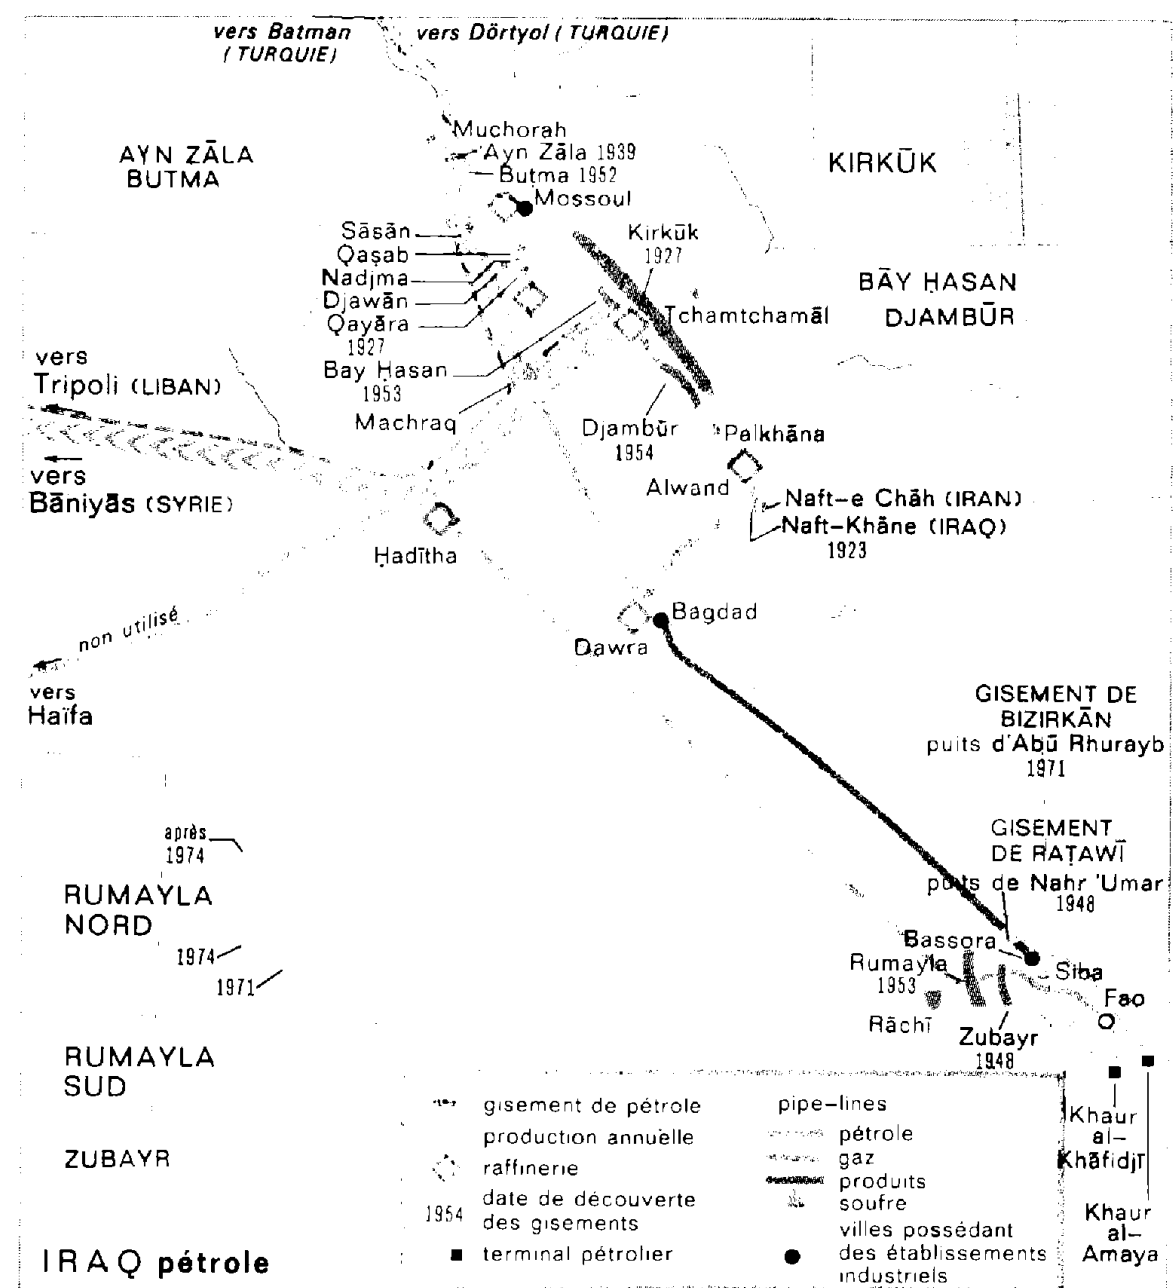 vers Batman
(TURQUIE)
vers Dörtyol (TURQUIE)
Muchorah
Ayn Zāla 1939
Buṭma 1952
Mossoul
AYN ZĀLA
BUTMA
KIRKŪK
Sāsān
Qaṣab
Nadjma
Djawān
Qayāra
1927
Bay Ḥasan
1953
Machraq
Kirkūk
1927
Tchamtchamāl
BĀY ḤASAN
DJAMBŪR
vers
Tripoli (LIBAN)
vers
Bāniyās (SYRIE)
Djambūr
1954
Palkhāna
Alwand
Naft-e Chāh (IRAN)
Naft-Khāne (IRAQ)
1923
Ḥadītha
non utilisé
vers
Haïfa
Bagdad
Dawra
GISEMENT DE
BIZIRKĀN
puits d'Abū Rhurayb
1971
GISEMENT
DE RAṬAWĪ
puits de Nahr 'Umar
1948
après
1974
RUMAYLA
NORD
1974
1971
Bassora
Rumayla
1953
Siba
Fao
Rāchī
Zubayr
1948
RUMAYLA
SUD
ZUBAYR
Khaur
al-
Khāfidjī
Khaur
al-
Amaya
gisement de pétrole
production annuelle
raffinerie
1954 date de découverte
des gisements
terminal pétrolier
pipe-lines
pétrole
gaz
produits
soufre
villes possédant
des établissements
industriels
IRAQ pétrole